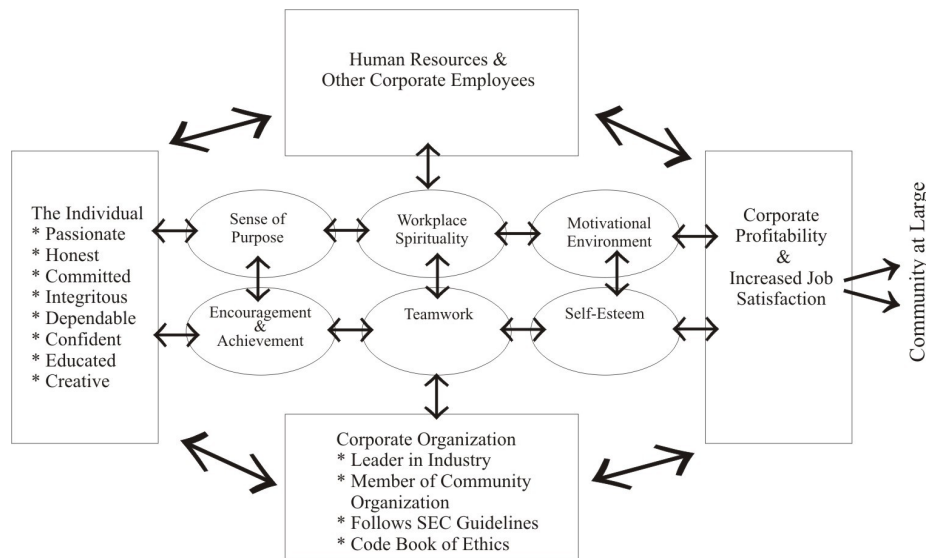 Human Resources &
Other Corporate Employees
The Individual
* Passionate
* Honest
* Committed
* Integritous
* Dependable
* Confident
* Educated
* Creative
Sense of
Purpose
Workplace
Spirituality
Motivational
Environment
Encouragement
&
Achievement
Teamwork
Self-Esteem
Corporate
Profitability
&
Increased Job
Satisfaction
Community at Large
Corporate Organization
* Leader in Industry
* Member of Community
Organization
* Follows SEC Guidelines
* Code Book of Ethics